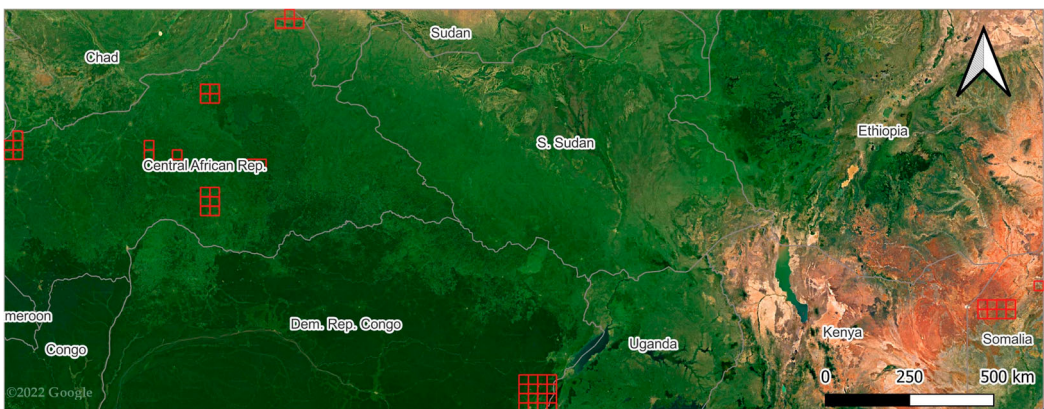 Sudan
Chad
Ethiopia
S. Sudan
Central African Rep.
meroon
Dem. Rep. Congo
Congo
Uganda
Kenya
Somalia
0 250 500 km
©2022 Google